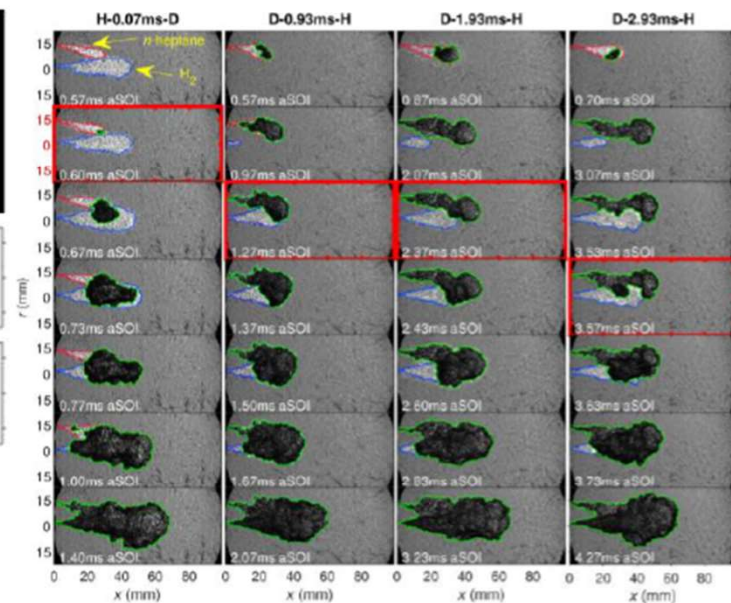 H-0.07ms-D D-0.93ms-H D-1.93ms-H D-2.93ms-H
15 n-heptane
0 H2
15 0.57ms aSOI 0.57ms aSOI 0.87ms aSOI 0.70ms aSOI
15
0
15 0.60ms aSOI 0.97ms aSOI 2.07ms aSOI 3.07ms aSOI
15
0
15 0.67ms aSOI 1.27ms aSOI 2.37ms aSOI 3.53ms aSOI
r (mm)
15
0
15 0.73ms aSOI 1.37ms aSOI 2.43ms aSOI 3.57ms aSOI
15
0
15 0.77ms aSOI 1.50ms aSOI 2.60ms aSOI 3.63ms aSOI
15
0
15 1.00ms aSOI 1.67ms aSOI 2.83ms aSOI 3.73ms aSOI
15
0
15 1.40ms aSOI 2.07ms aSOI 3.23ms aSOI 4.27ms aSOI
0 20 40 60 80 0 20 40 60 80 0 20 40 60 80 0 20 40 60 80
x (mm) x (mm) x (mm) x (mm)